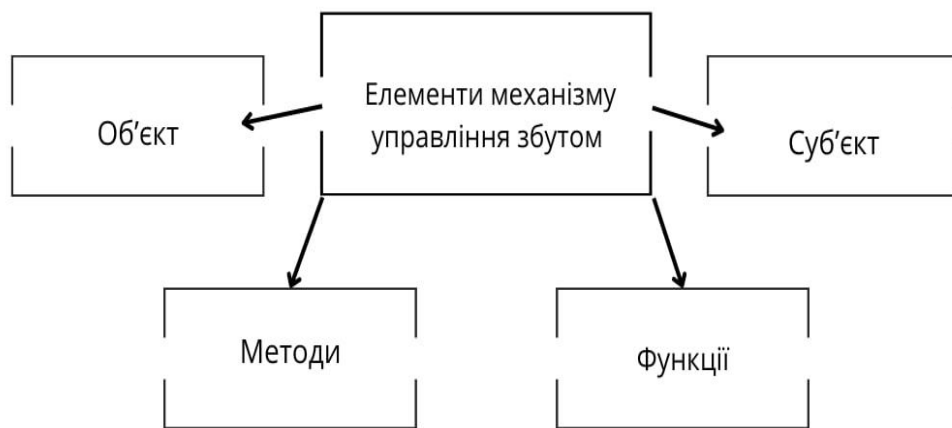 Елементи механізму
управління збутом
Об’єкт
Суб’єкт
Методи
Функції